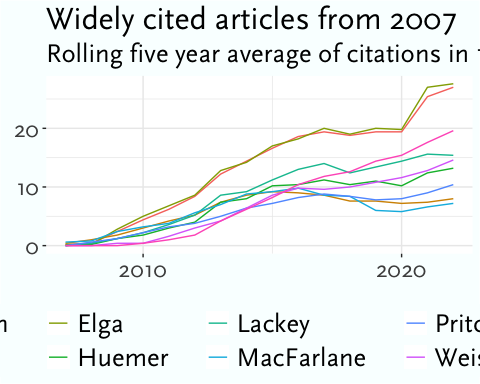 Widely cited articles from 2007
Rolling five year average of citations in
20
10
0
2010 2020
Elga Lackey
Huemer MacFarlane